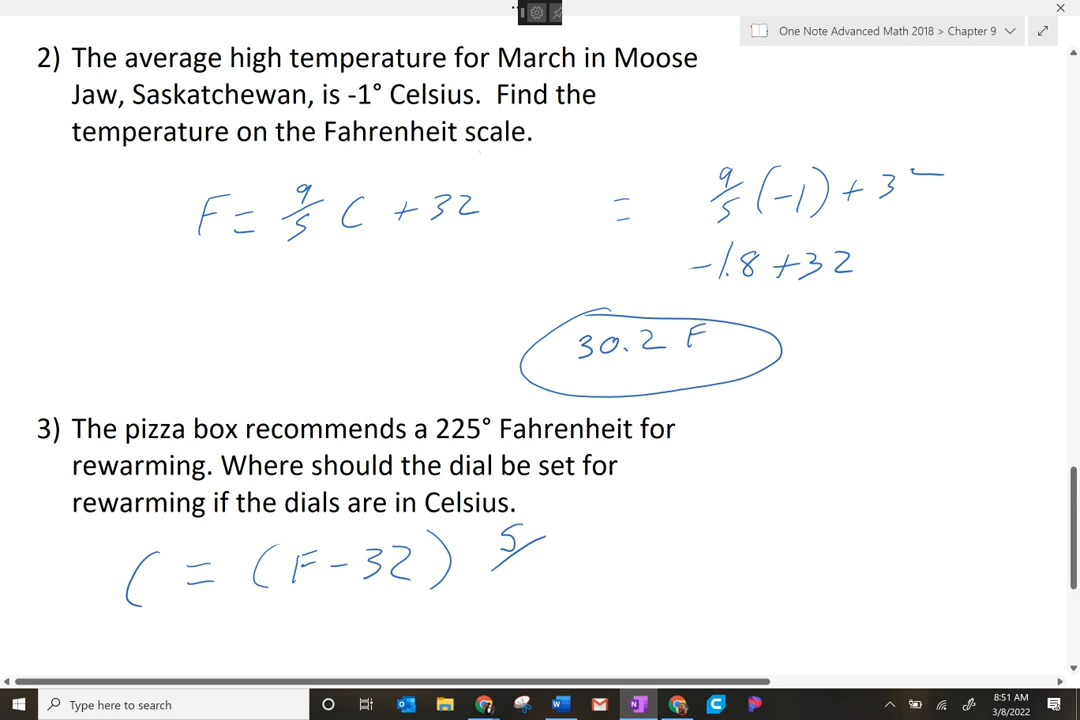 One Note Advanced Math 2018 > Chapter 9
2) The average high temperature for March in Moose
Jaw, Saskatchewan, is -1° Celsius. Find the
temperature on the Fahrenheit scale.
F = 9/5 C + 32 = 9/5 (-1) + 32
-1.8 + 32
30.2 F
3) The pizza box recommends a 225° Fahrenheit for
rewarming. Where should the dial be set for
rewarming if the dials are in Celsius.
C = (F - 32) 5/
Type here to search
8:51 AM
3/8/2022